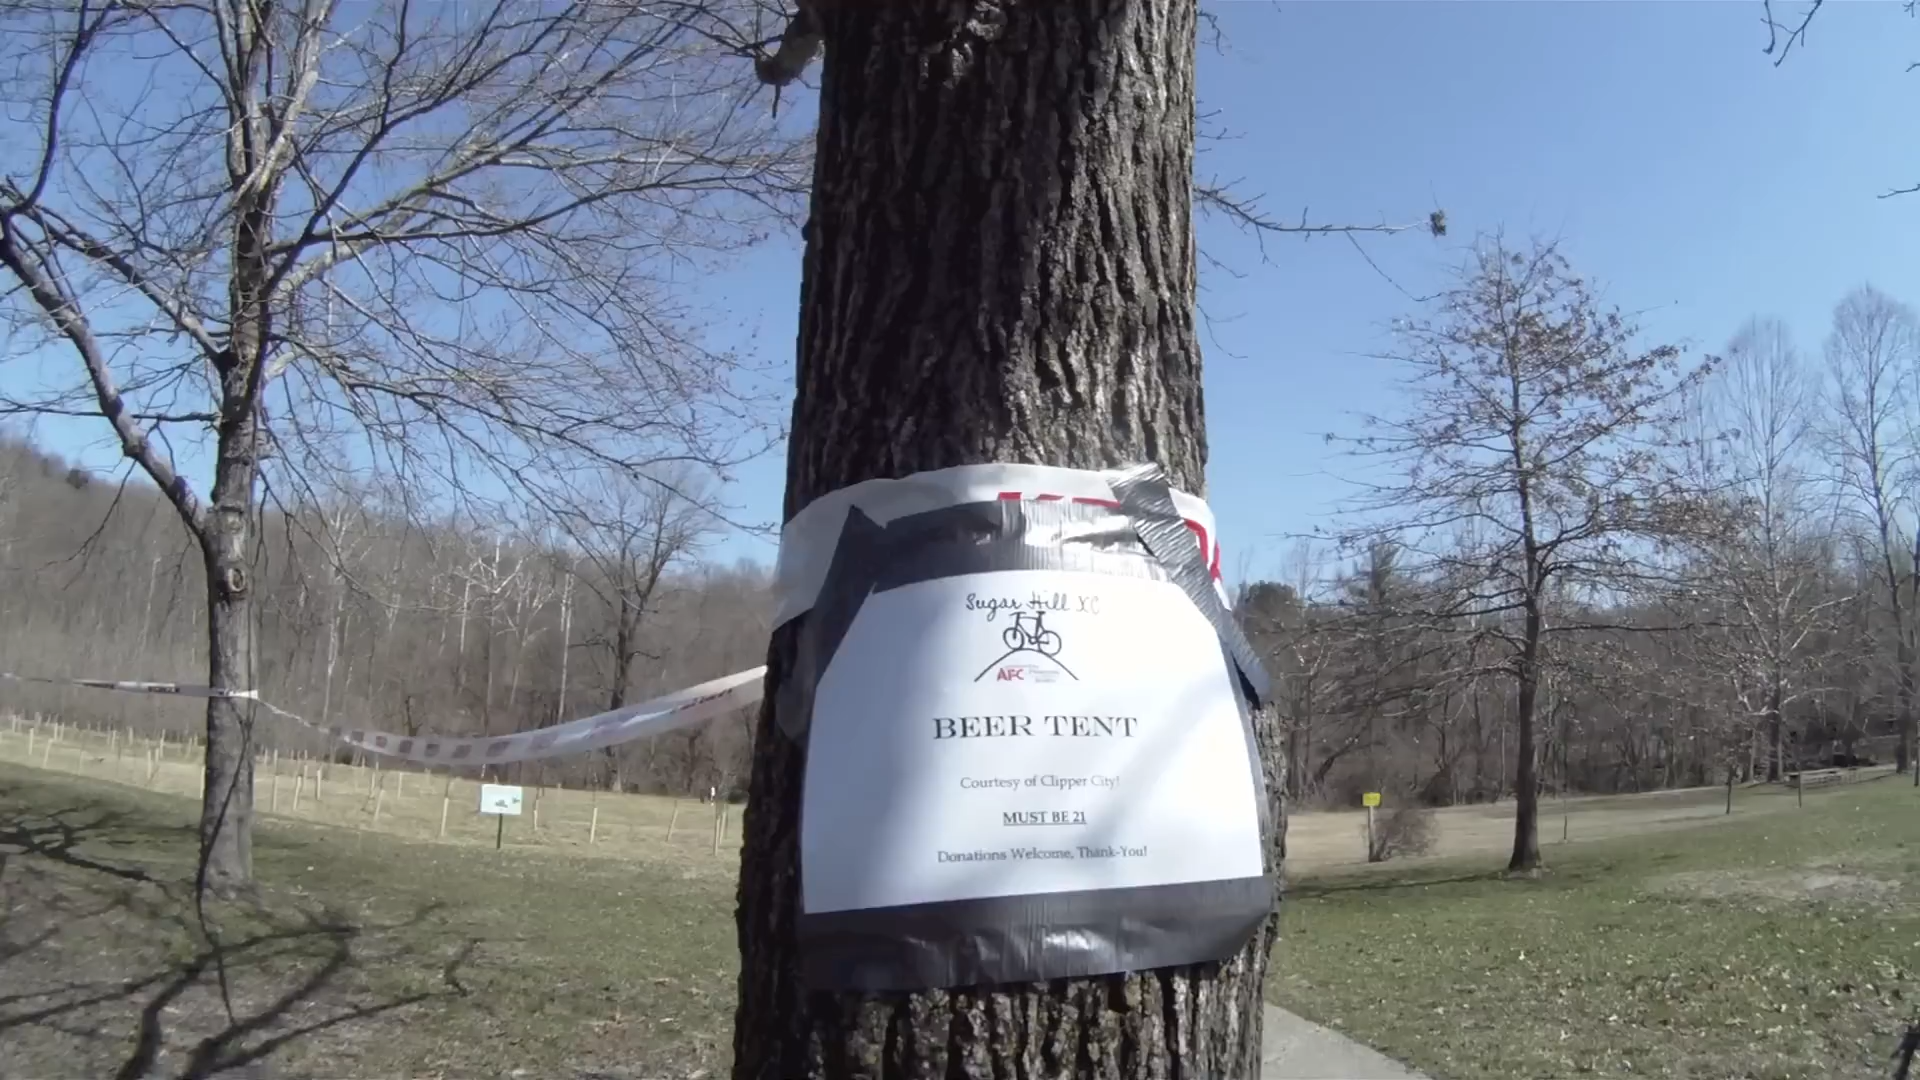 Sugar Hill XC
AFC
BEER TENT
Courtesy of Clipper City!
MUST BE 21
Donations Welcome, Thank-You!